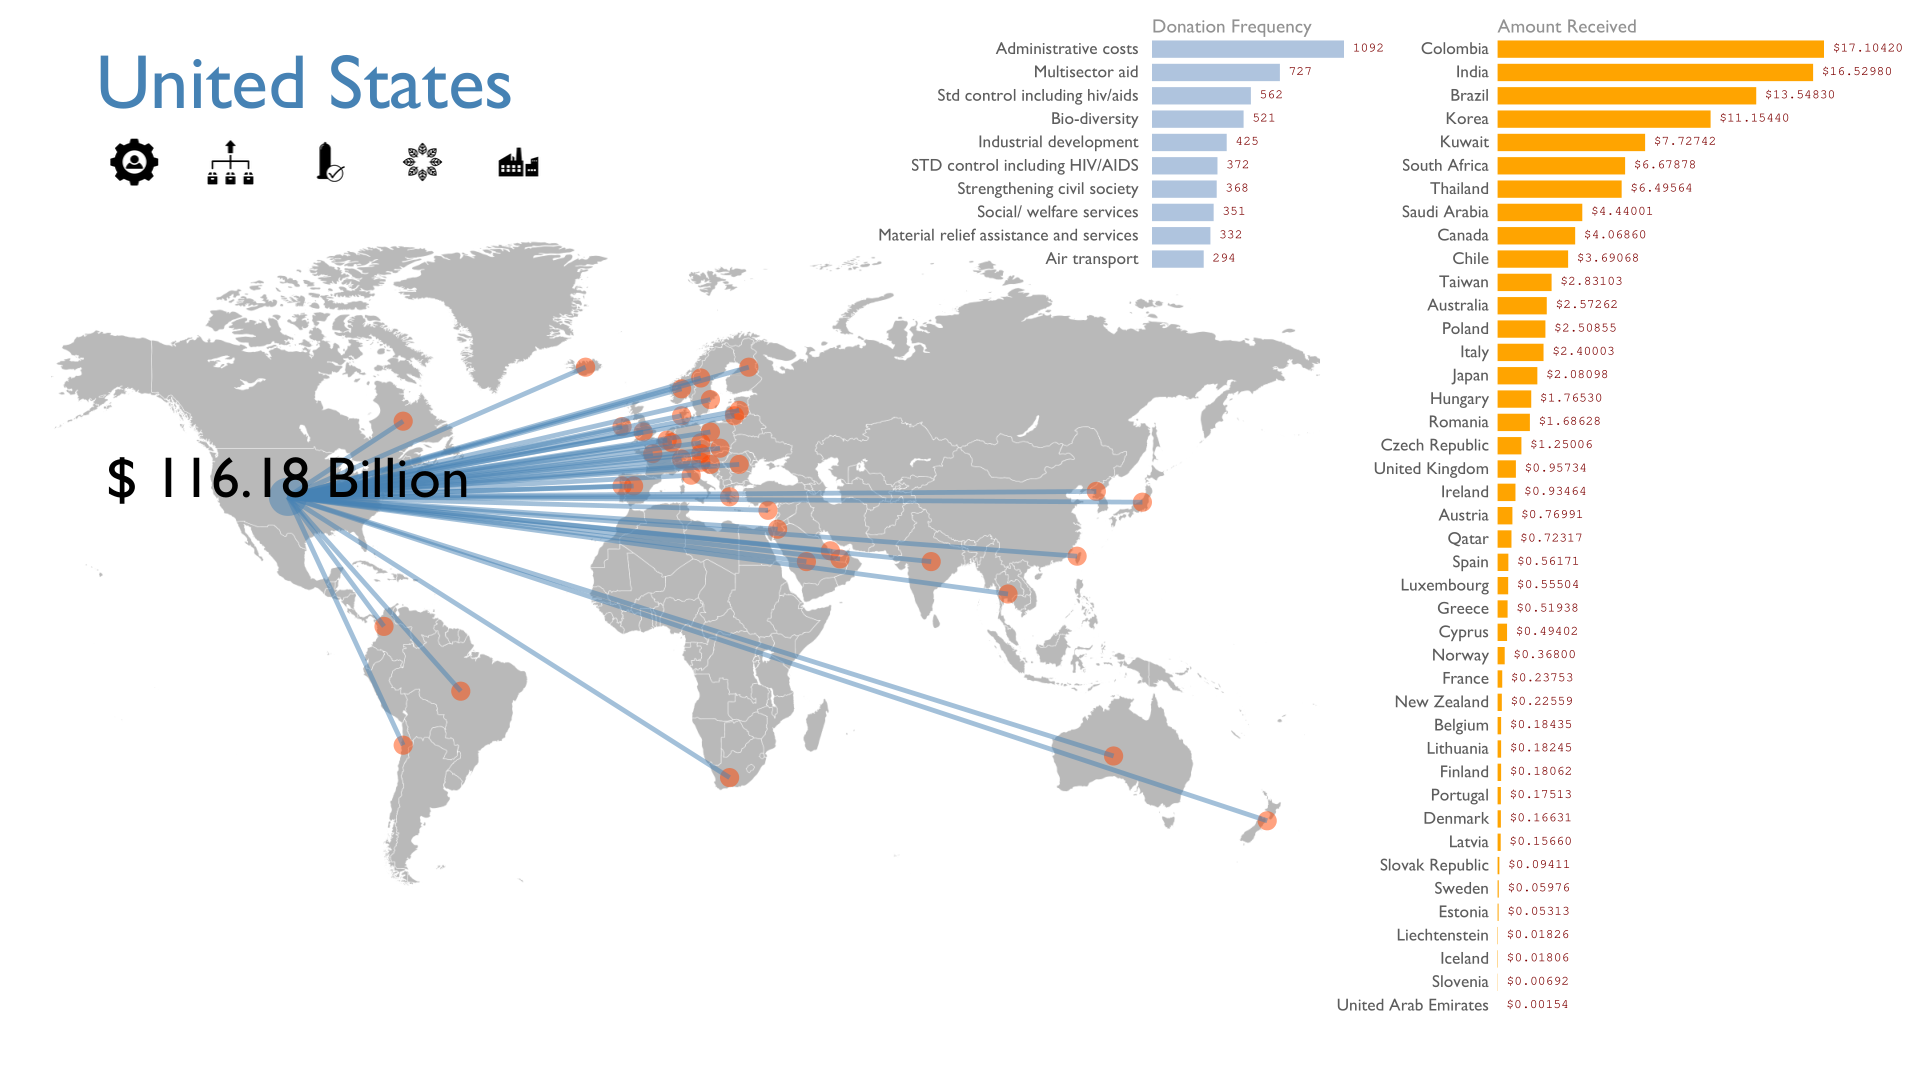 United States
$ 116.18 Billion
Donation Frequency
Administrative costs 1092
Multisector aid 727
Std control including hiv/aids 562
Bio-diversity 521
Industrial development 425
STD control including HIV/AIDS 372
Strengthening civil society 368
Social/ welfare services 351
Material relief assistance and services 332
Air transport 294
Amount Received
Colombia $17.10420
India $16.52980
Brazil $13.54830
Korea $11.15440
Kuwait $7.72742
South Africa $6.67878
Thailand $6.49564
Saudi Arabia $4.44001
Canada $4.06860
Chile $3.69068
Taiwan $2.83103
Australia $2.57262
Poland $2.50855
Italy $2.40003
Japan $2.08098
Hungary $1.76530
Romania $1.68628
Czech Republic $1.25006
United Kingdom $0.95734
Ireland $0.93464
Austria $0.76991
Qatar $0.72317
Spain $0.56171
Luxembourg $0.55504
Greece $0.51938
Cyprus $0.49402
Norway $0.36800
France $0.23753
New Zealand $0.22559
Belgium $0.18435
Lithuania $0.18245
Finland $0.18062
Portugal $0.17513
Denmark $0.16631
Latvia $0.15660
Slovak Republic $0.09411
Sweden $0.05976
Estonia $0.05313
Liechtenstein $0.01826
Iceland $0.01806
Slovenia $0.00692
United Arab Emirates $0.00154